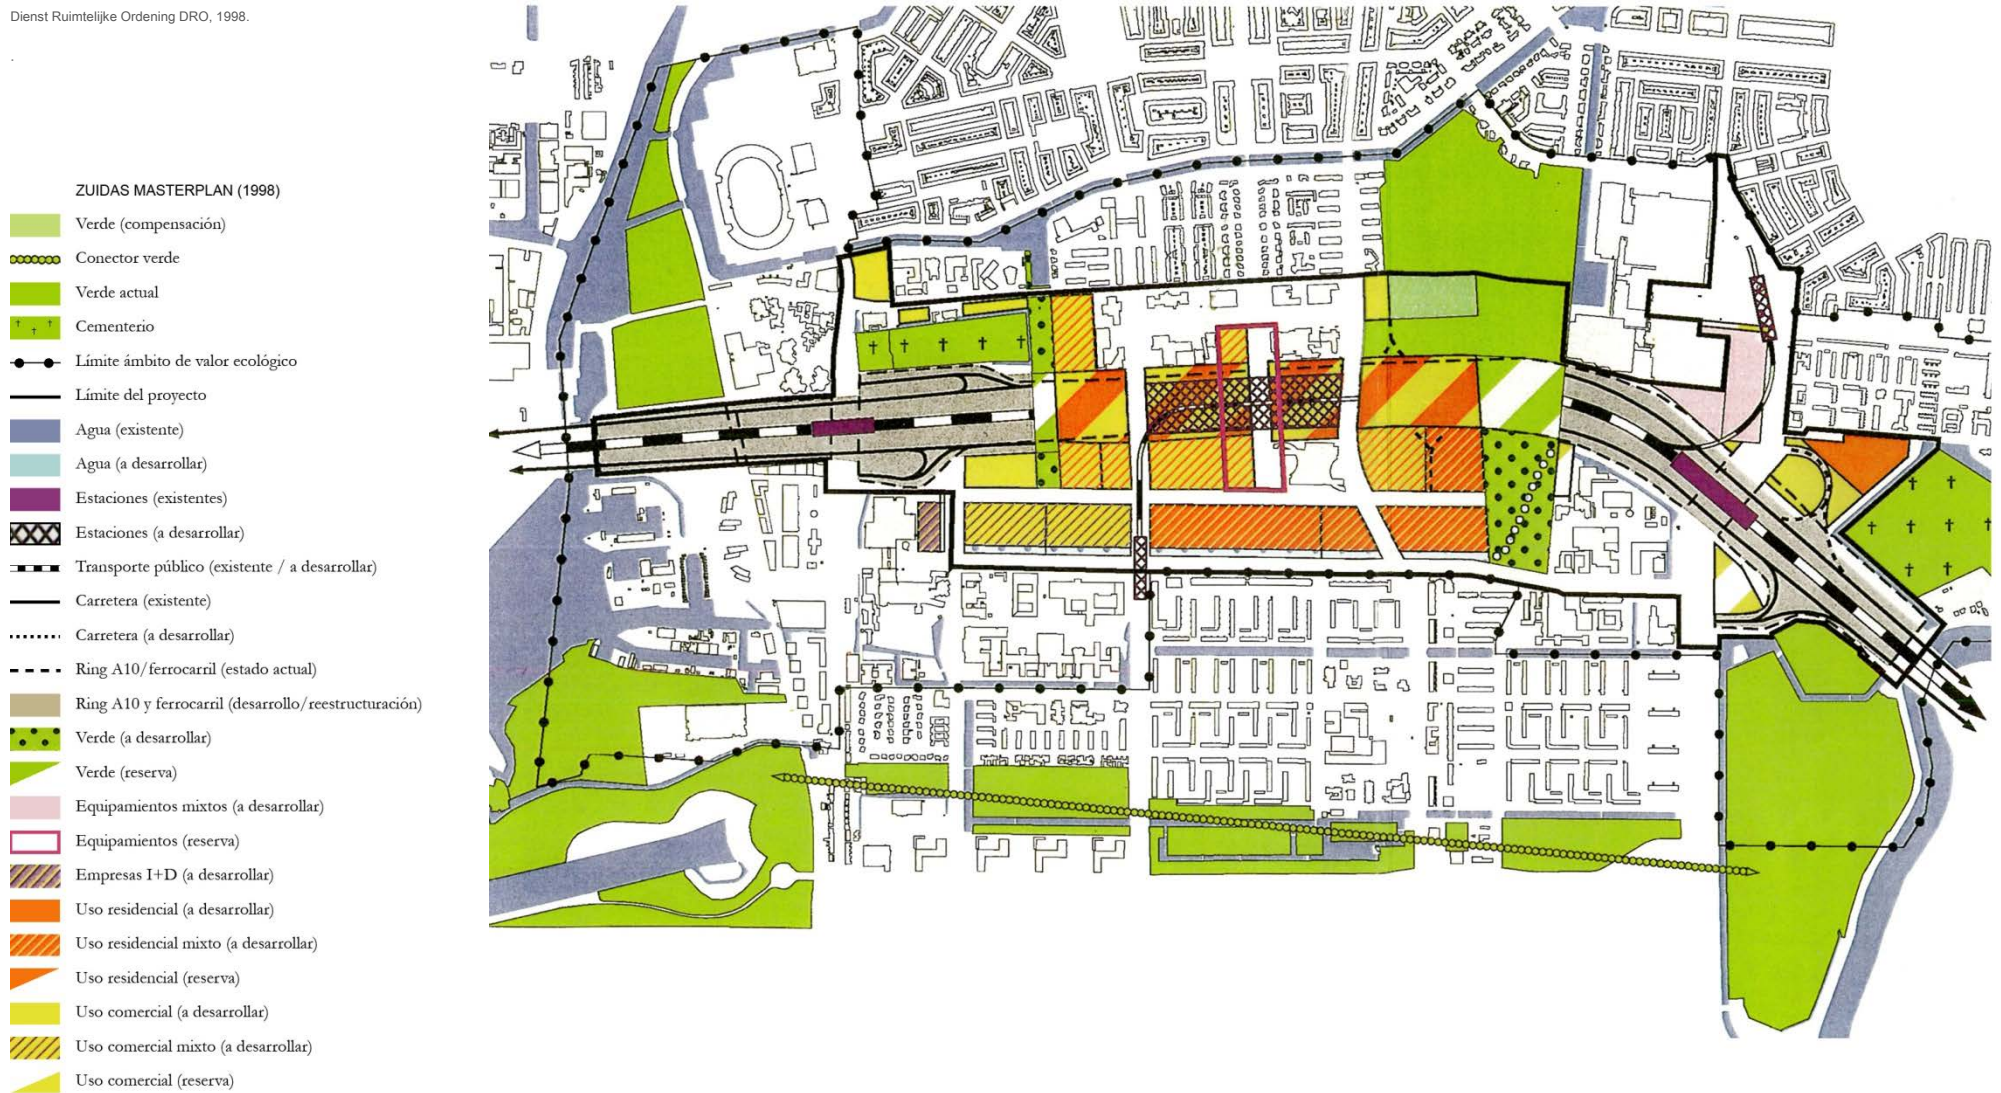 Dienst Ruimtelijke Ordening DRO, 1998.
.
ZUIDAS MASTERPLAN (1998)
Verde (compensación)
Conector verde
Verde actual
Cementerio
Límite ámbito de valor ecológico
Límite del proyecto
Agua (existente)
Agua (a desarrollar)
Estaciones (existentes)
Estaciones (a desarrollar)
Transporte público (existente / a desarrollar)
Carretera (existente)
Carretera (a desarrollar)
Ring A10/ferrocarril (estado actual)
Ring A10 y ferrocarril (desarrollo/reestructuración)
Verde (a desarrollar)
Verde (reserva)
Equipamientos mixtos (a desarrollar)
Equipamientos (reserva)
Empresas I+D (a desarrollar)
Uso residencial (a desarrollar)
Uso residencial mixto (a desarrollar)
Uso residencial (reserva)
Uso comercial (a desarrollar)
Uso comercial mixto (a desarrollar)
Uso comercial (reserva)